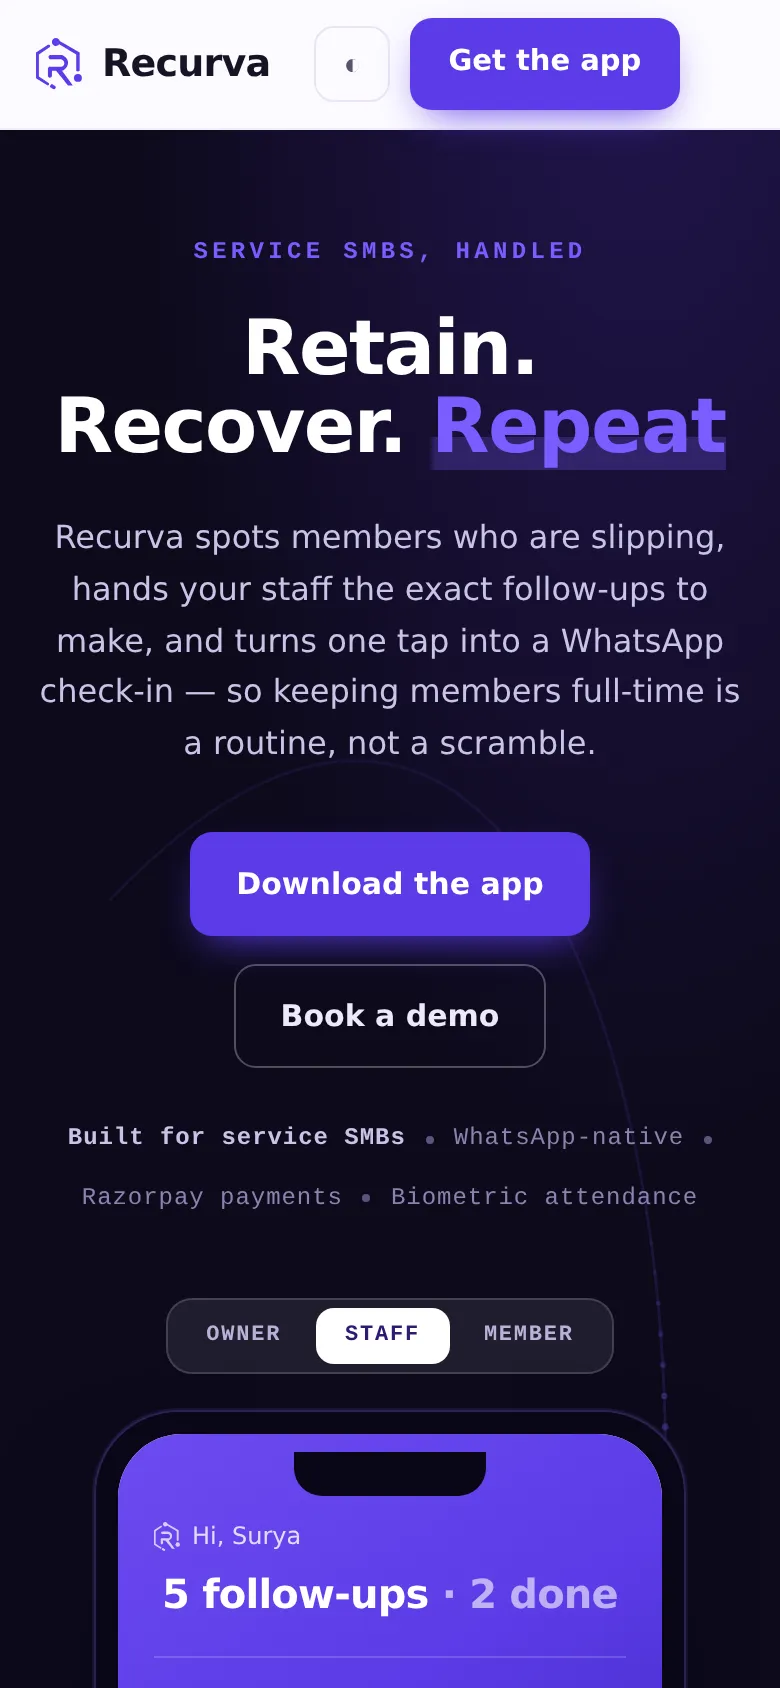 Recurva
Get the app
SERVICE SMBS, HANDLED
Retain.
Recover. Repeat
Recurva spots members who are slipping,
hands your staff the exact follow-ups to
make, and turns one tap into a WhatsApp
check-in — so keeping members full-time is
a routine, not a scramble.
Download the app
Book a demo
Built for service SMBs • WhatsApp-native •
Razorpay payments • Biometric attendance
OWNER STAFF MEMBER
Hi, Surya
5 follow-ups · 2 done